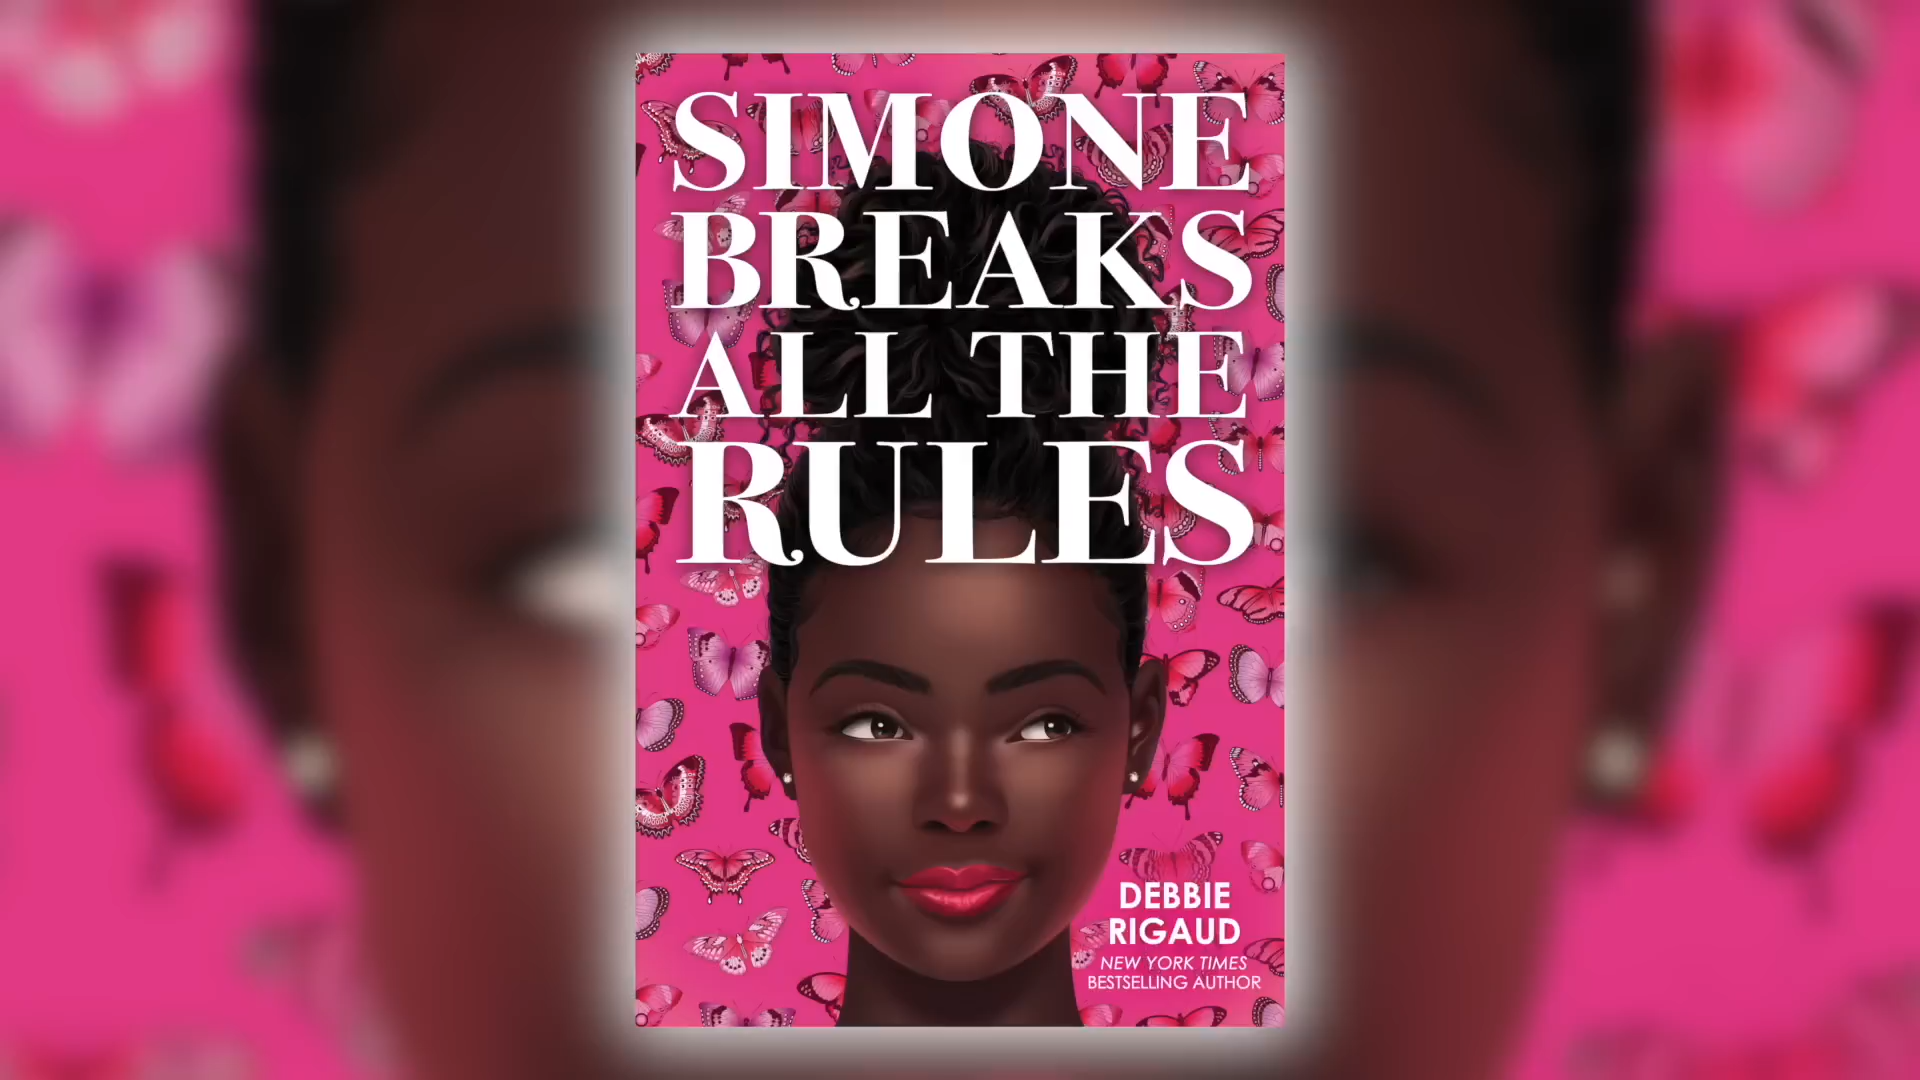 SIMONE
BREAKS
ALL THE
RULES
DEBBIE
RIGAUD
NEW YORK TIMES
BESTSELLING AUTHOR